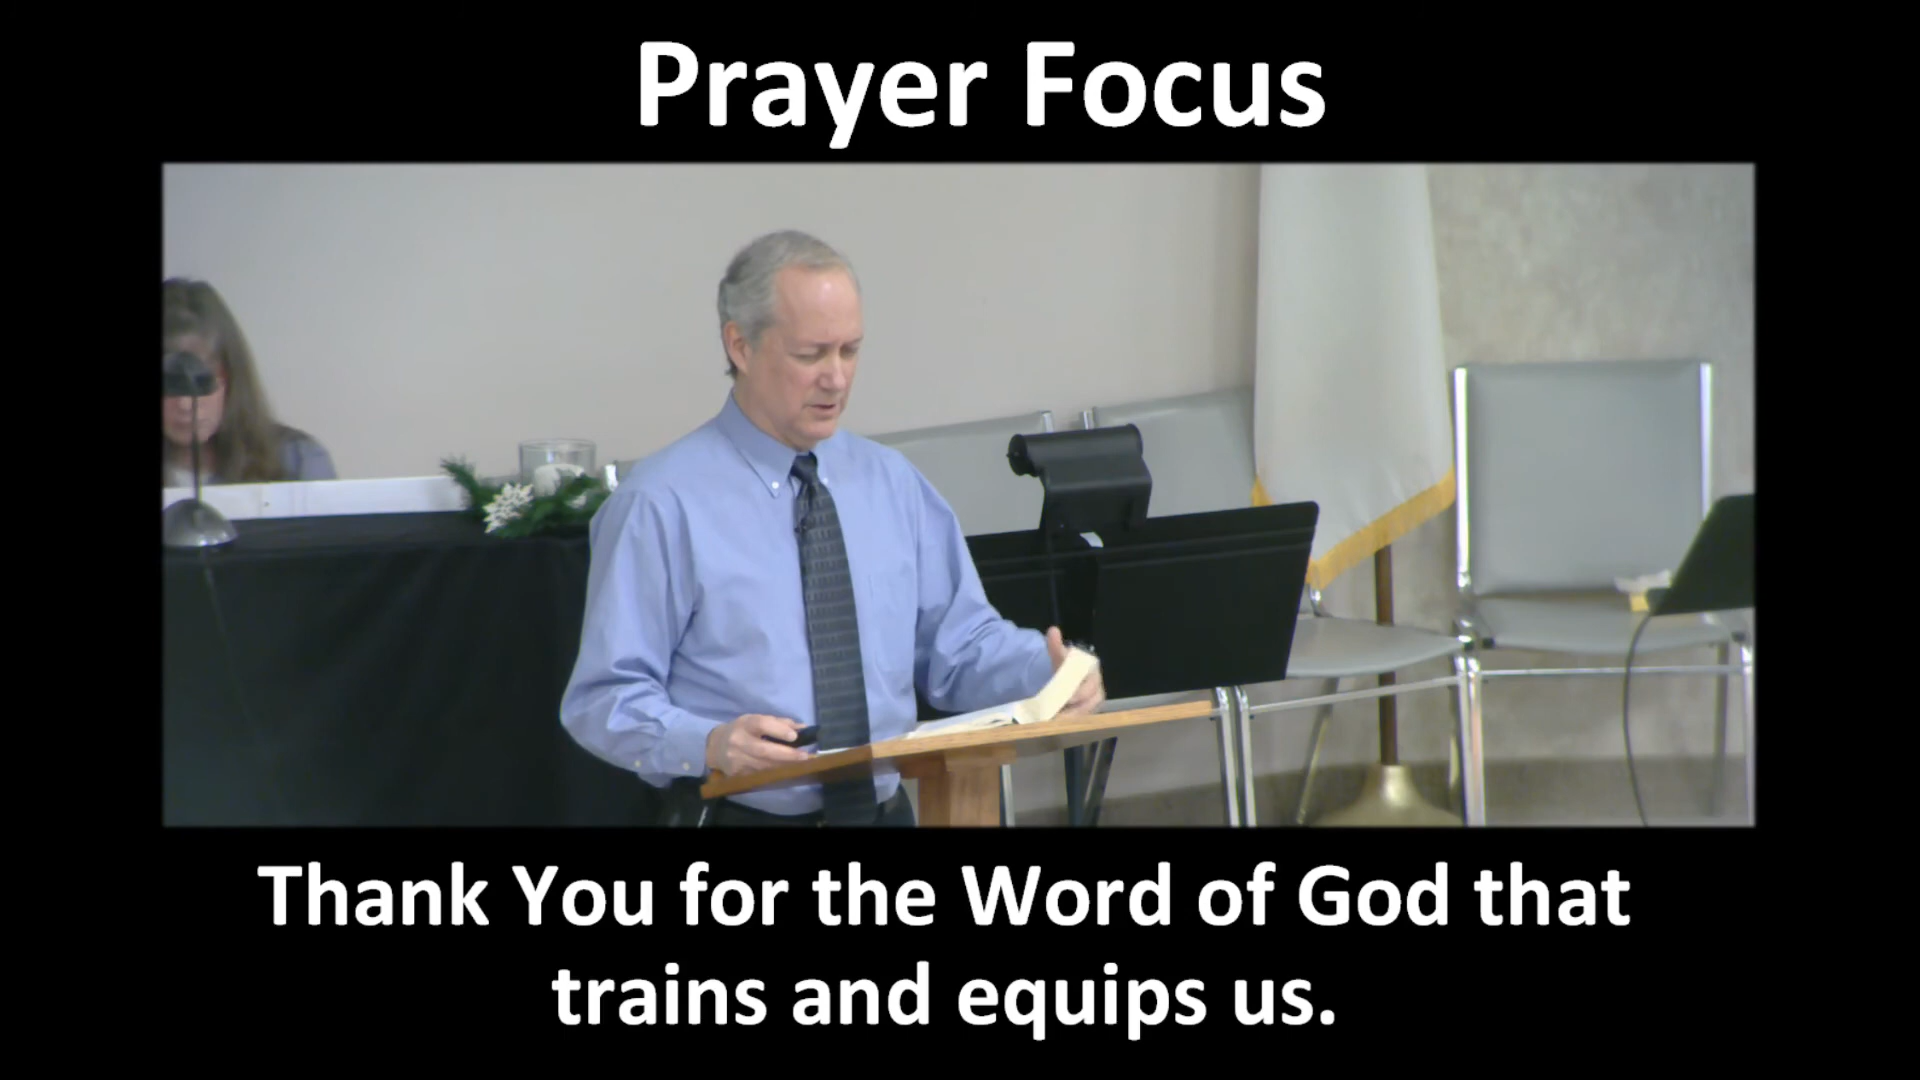 Prayer Focus
Thank You for the Word of God that
trains and equips us.